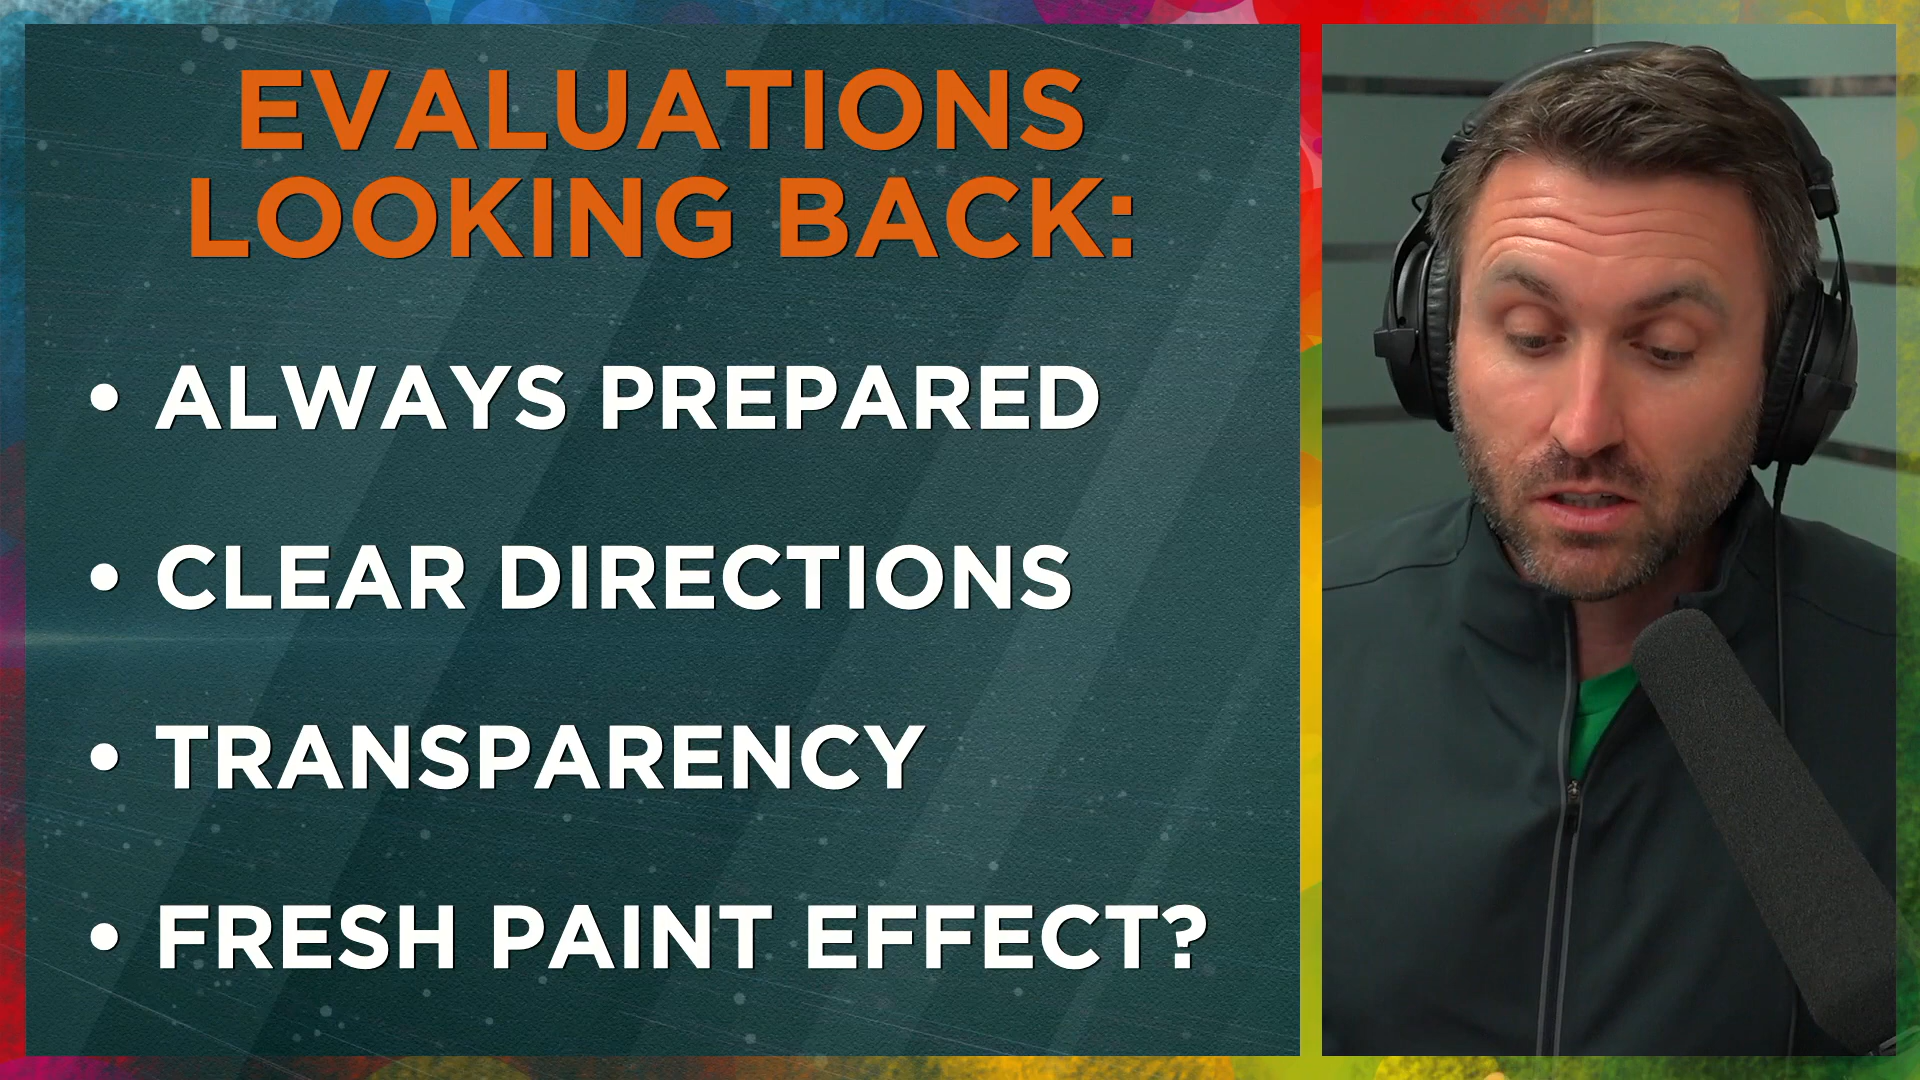 EVALUATIONS
LOOKING BACK:
• ALWAYS PREPARED
• CLEAR DIRECTIONS
• TRANSPARENCY
• FRESH PAINT EFFECT?